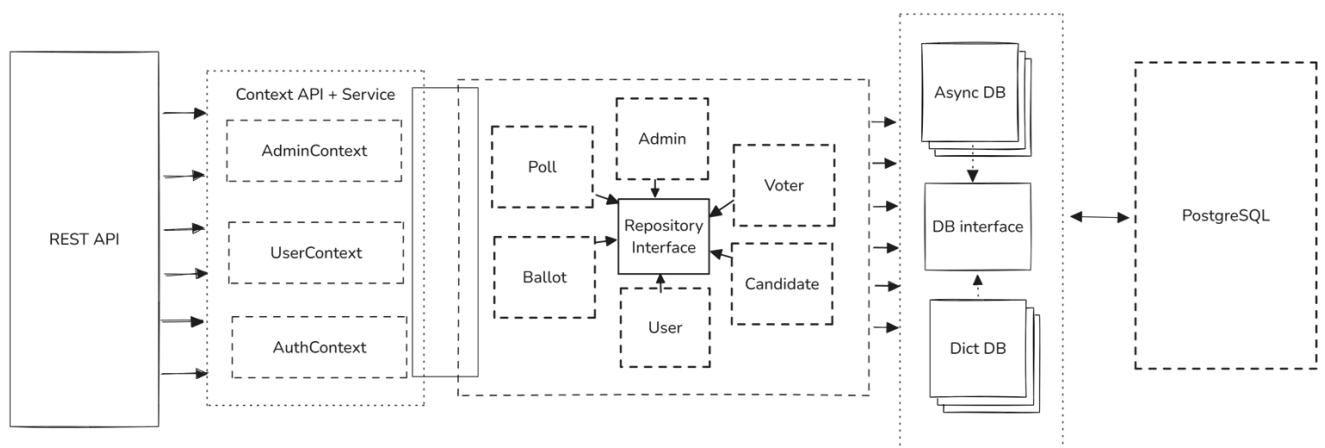 REST API
Context API + Service
AdminContext
UserContext
AuthContext
Poll
Admin
Voter
Repository
Interface
Ballot
User
Candidate
Async DB
DB interface
Dict DB
PostgreSQL